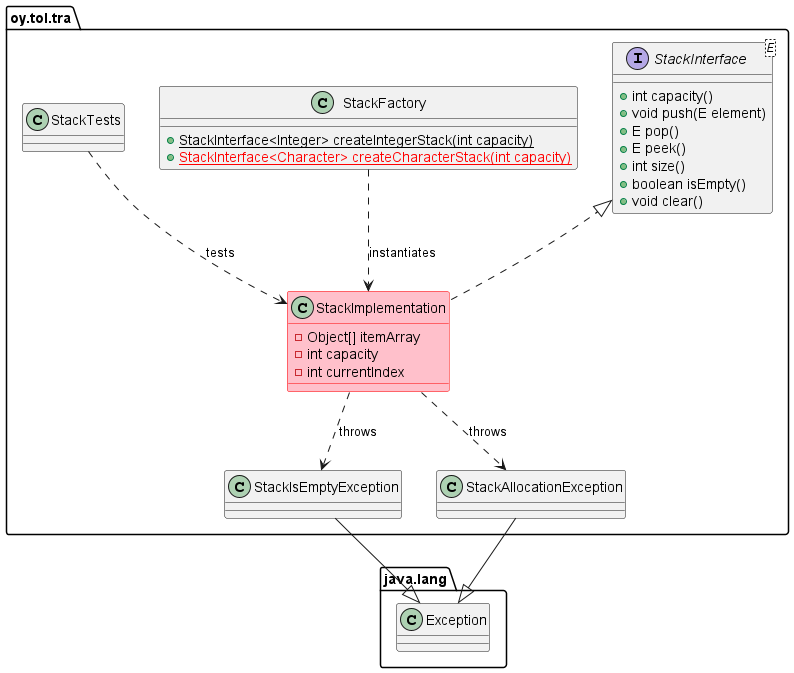 oy.tol.tra
C StackTests
C StackFactory
StackInterface<Integer> createIntegerStack(int capacity)
StackInterface<Character> createCharacterStack(int capacity)
I StackInterface E
int capacity()
void push(E element)
E pop()
E peek()
int size()
boolean isEmpty()
void clear()
tests
instantiates
C StackImplementation
Object[] itemArray
int capacity
int currentIndex
throws
throws
C StackIsEmptyException
C StackAllocationException
java.lang
C Exception